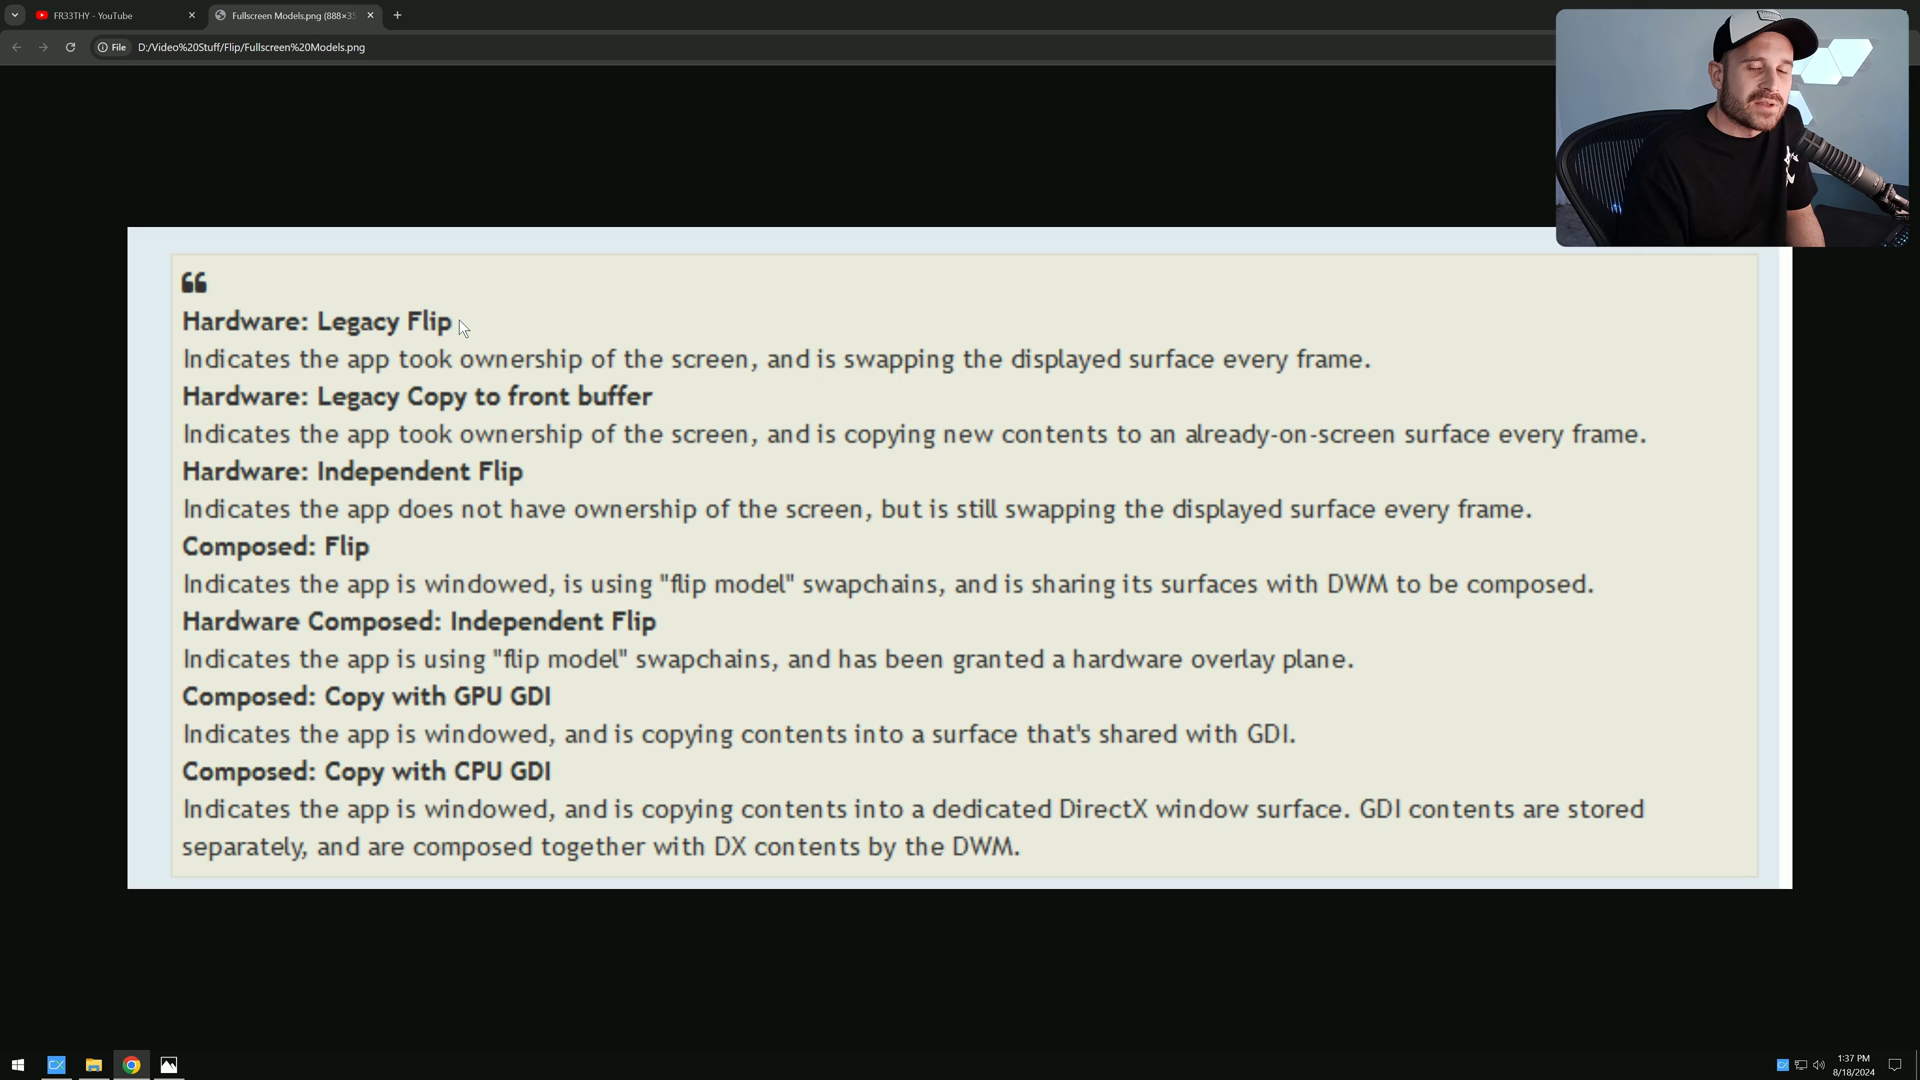 FR33THY - YouTube
Fullscreen Models.png (888×35
File
D:/Video%20Stuff/Flip/Fullscreen%20Models.png
Hardware: Legacy Flip
Indicates the app took ownership of the screen, and is swapping the displayed surface every frame.
Hardware: Legacy Copy to front buffer
Indicates the app took ownership of the screen, and is copying new contents to an already-on-screen surface every frame.
Hardware: Independent Flip
Indicates the app does not have ownership of the screen, but is still swapping the displayed surface every frame.
Composed: Flip
Indicates the app is windowed, is using "flip model" swapchains, and is sharing its surfaces with DWM to be composed.
Hardware Composed: Independent Flip
Indicates the app is using "flip model" swapchains, and has been granted a hardware overlay plane.
Composed: Copy with GPU GDI
Indicates the app is windowed, and is copying contents into a surface that's shared with GDI.
Composed: Copy with CPU GDI
Indicates the app is windowed, and is copying contents into a dedicated DirectX window surface. GDI contents are stored
separately, and are composed together with DX contents by the DWM.
1:37 PM
8/18/2024